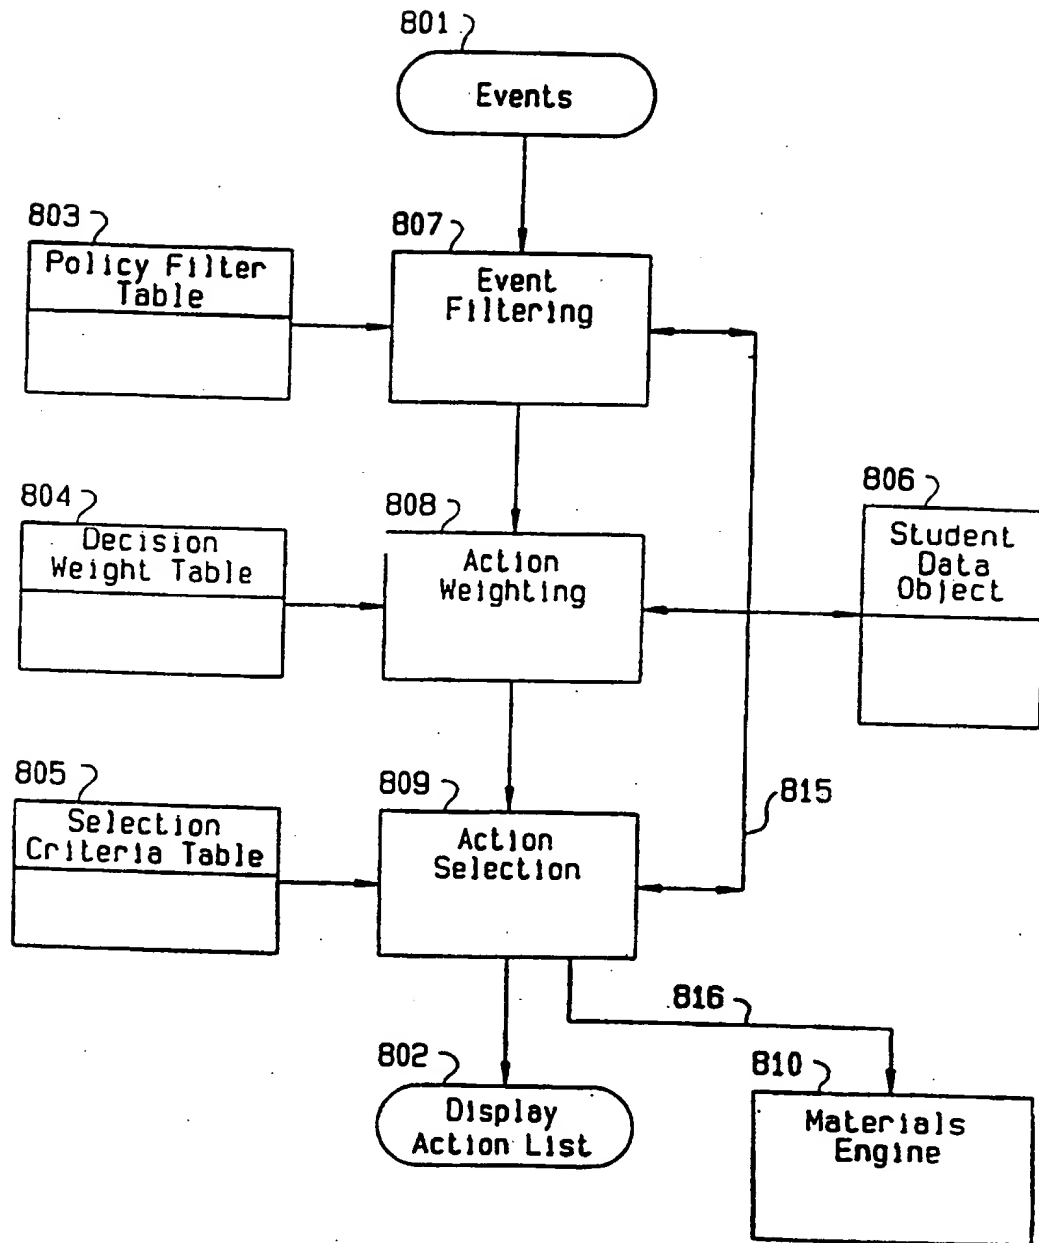 801
Events
803
Policy Filter
Table
807
Event
Filtering
804
Decision
Weight Table
808
Action
Weighting
806
Student
Data
Object
805
Selection
Criteria Table
809
Action
Selection
815
816
802
Display
Action List
810
Materials
Engine